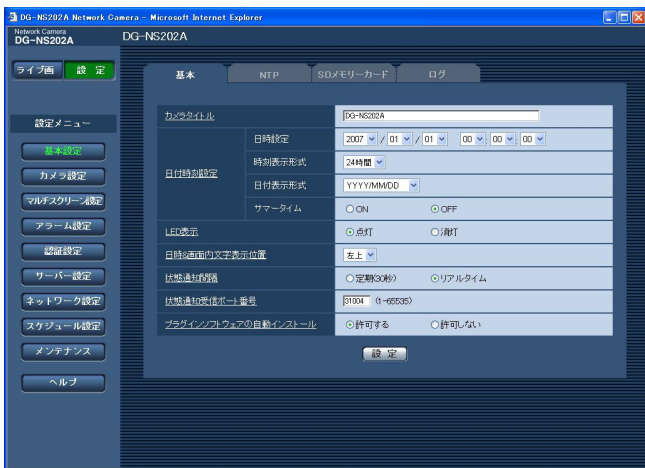 DG-NS202A Network Camera - Microsoft Internet Explorer
Network Camera
DG-NS202A
DG-NS202A
ライブ画 設 定
基本 NTP SDメモリーカード ログ
設定メニュー
基本設定
カメラ設定
マルチスクリーン設定
アラーム設定
認証設定
サーバー設定
ネットワーク設定
スケジュール設定
メンテナンス
ヘルプ
カメラタイトル DG-NS202A
日付時刻設定
日時設定 2007 / 01 / 01 00 : 00 : 00
時刻表示形式 24時間
日付表示形式 YYYY/MM/DD
サマータイム ON OFF
LED表示 点灯 消灯
日時&画面内文字表示位置 左上
状態通知間隔 定期(30秒) リアルタイム
状態通知受信ポート番号 31004 (1-65535)
プラグインソフトウェアの自動インストール 許可する 許可しない
設 定